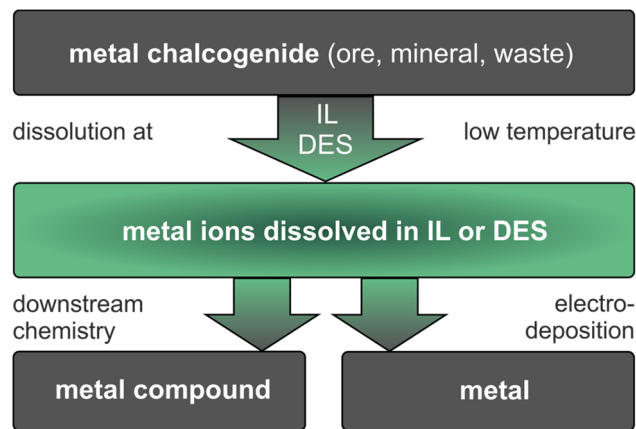 metal chalcogenide (ore, mineral, waste)
dissolution at
IL
DES
low temperature
metal ions dissolved in IL or DES
downstream
chemistry
electro-
deposition
metal compound
metal